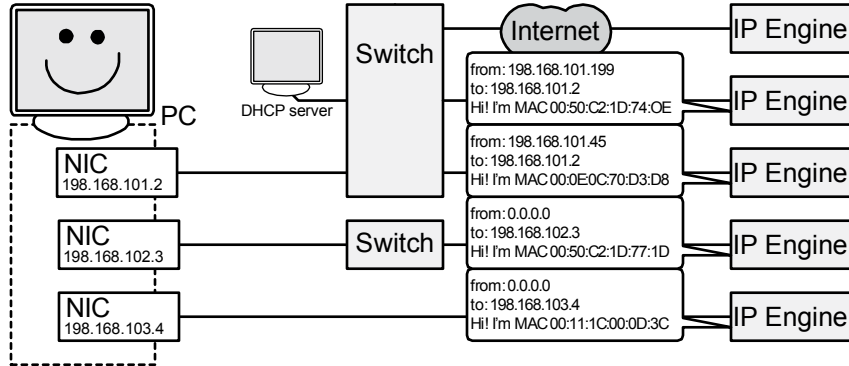 Internet
IP Engine
Switch
from: 198.168.101.199
to: 198.168.101.2
Hi! I'm MAC 00:50:C2:1D:74:OE
IP Engine
DHCP server
PC
from: 198.168.101.45
to: 198.168.101.2
Hi! I'm MAC 00:0E:0C:70:D3:D8
IP Engine
NIC
198.168.101.2
from: 0.0.0.0
to: 198.168.102.3
Hi! I'm MAC 00:50:C2:1D:77:1D
IP Engine
NIC
198.168.102.3
Switch
from: 0.0.0.0
to: 198.168.103.4
Hi! I'm MAC 00:11:1C:00:0D:3C
IP Engine
NIC
198.168.103.4